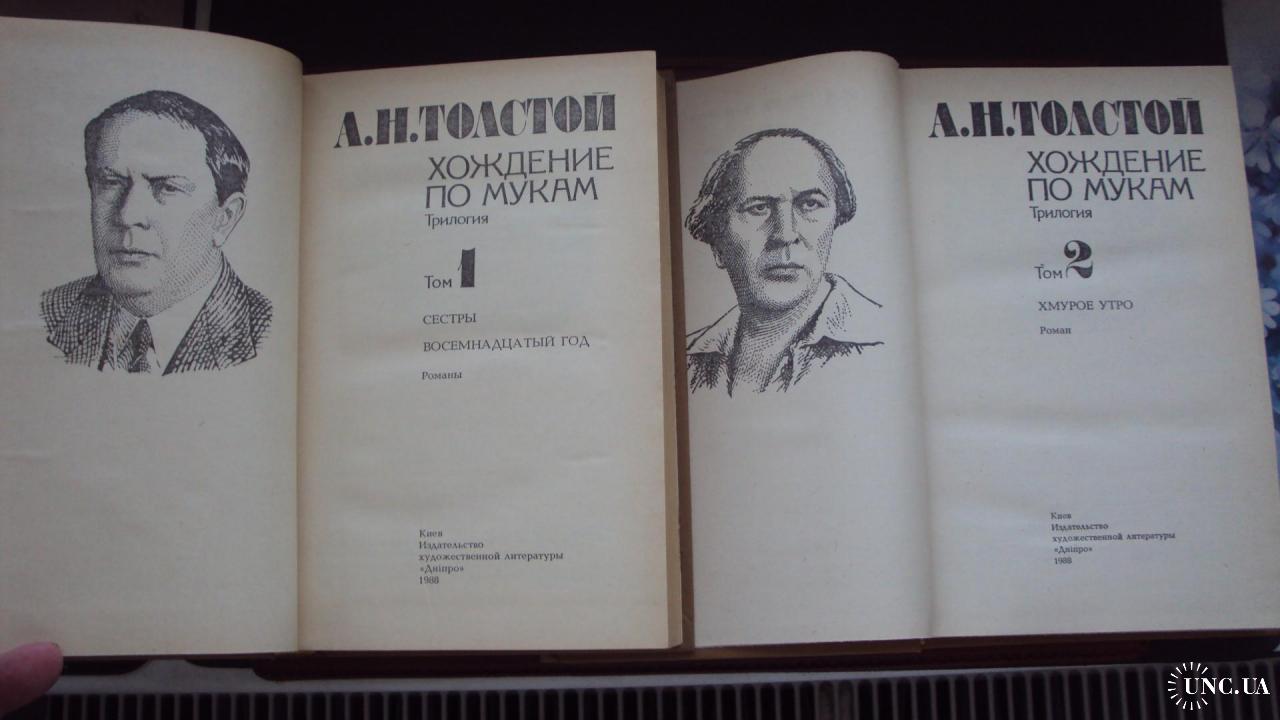 А.Н.ТОЛСТОЙ
ХОЖДЕНИЕ
ПО МУКАМ
Трилогия
Том 1
СЕСТРЫ
ВОСЕМНАДЦАТЫЙ ГОД
Романы
Киев
Издательство
художественной литературы
«Дніпро»
1988
А.Н.ТОЛСТОЙ
ХОЖДЕНИЕ
ПО МУКАМ
Трилогия
Том 2
ХМУРОЕ УТРО
Роман
Киев
Издательство
художественной литературы
«Дніпро»
1988
UNC.UA